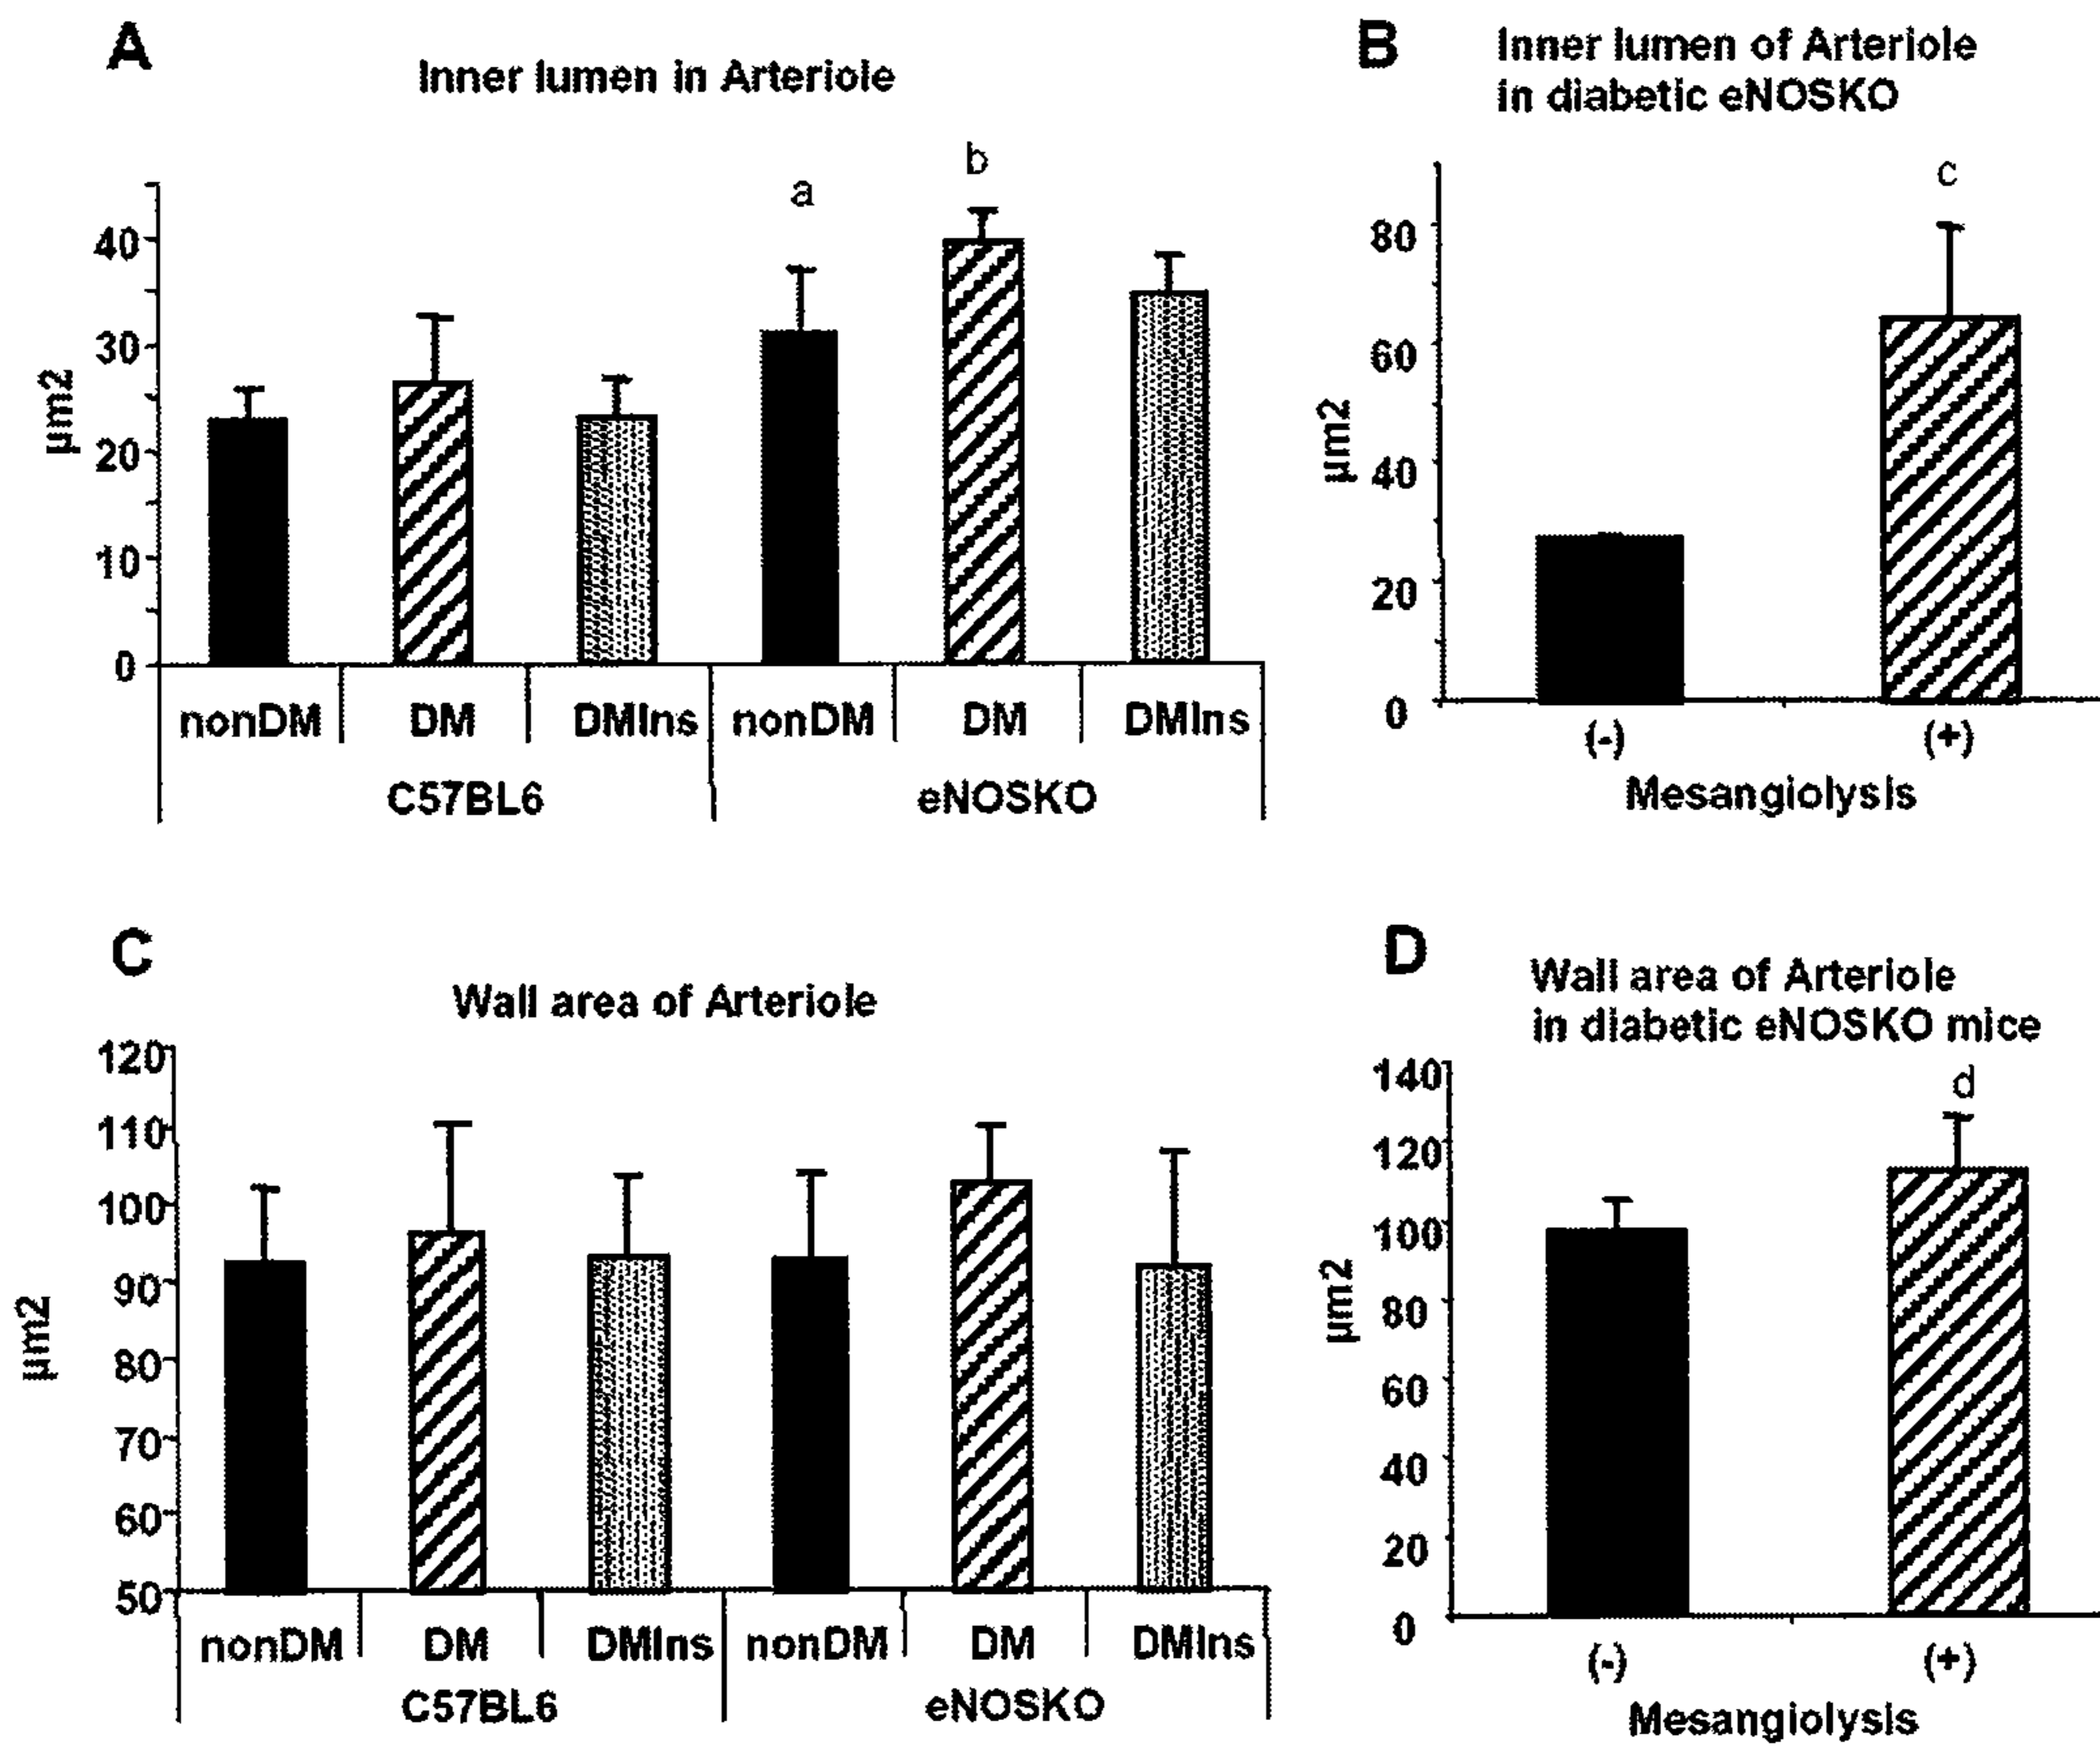 A
Inner lumen in Arteriole
a
b
µm2
40
30
20
10
0
nonDM
DM
DMIns
nonDM
DM
DMIns
C57BL6
eNOSKO
B
Inner lumen of Arteriole
in diabetic eNOSKO
c
µm2
80
60
40
20
0
(-)
(+)
Mesangiolysis
C
Wall area of Arteriole
µm2
120
110
100
90
80
70
60
50
nonDM
DM
DMIns
nonDM
DM
DMIns
C57BL6
eNOSKO
D
Wall area of Arteriole
in diabetic eNOSKO mice
d
µm2
140
120
100
80
60
40
20
0
(-)
(+)
Mesangiolysis